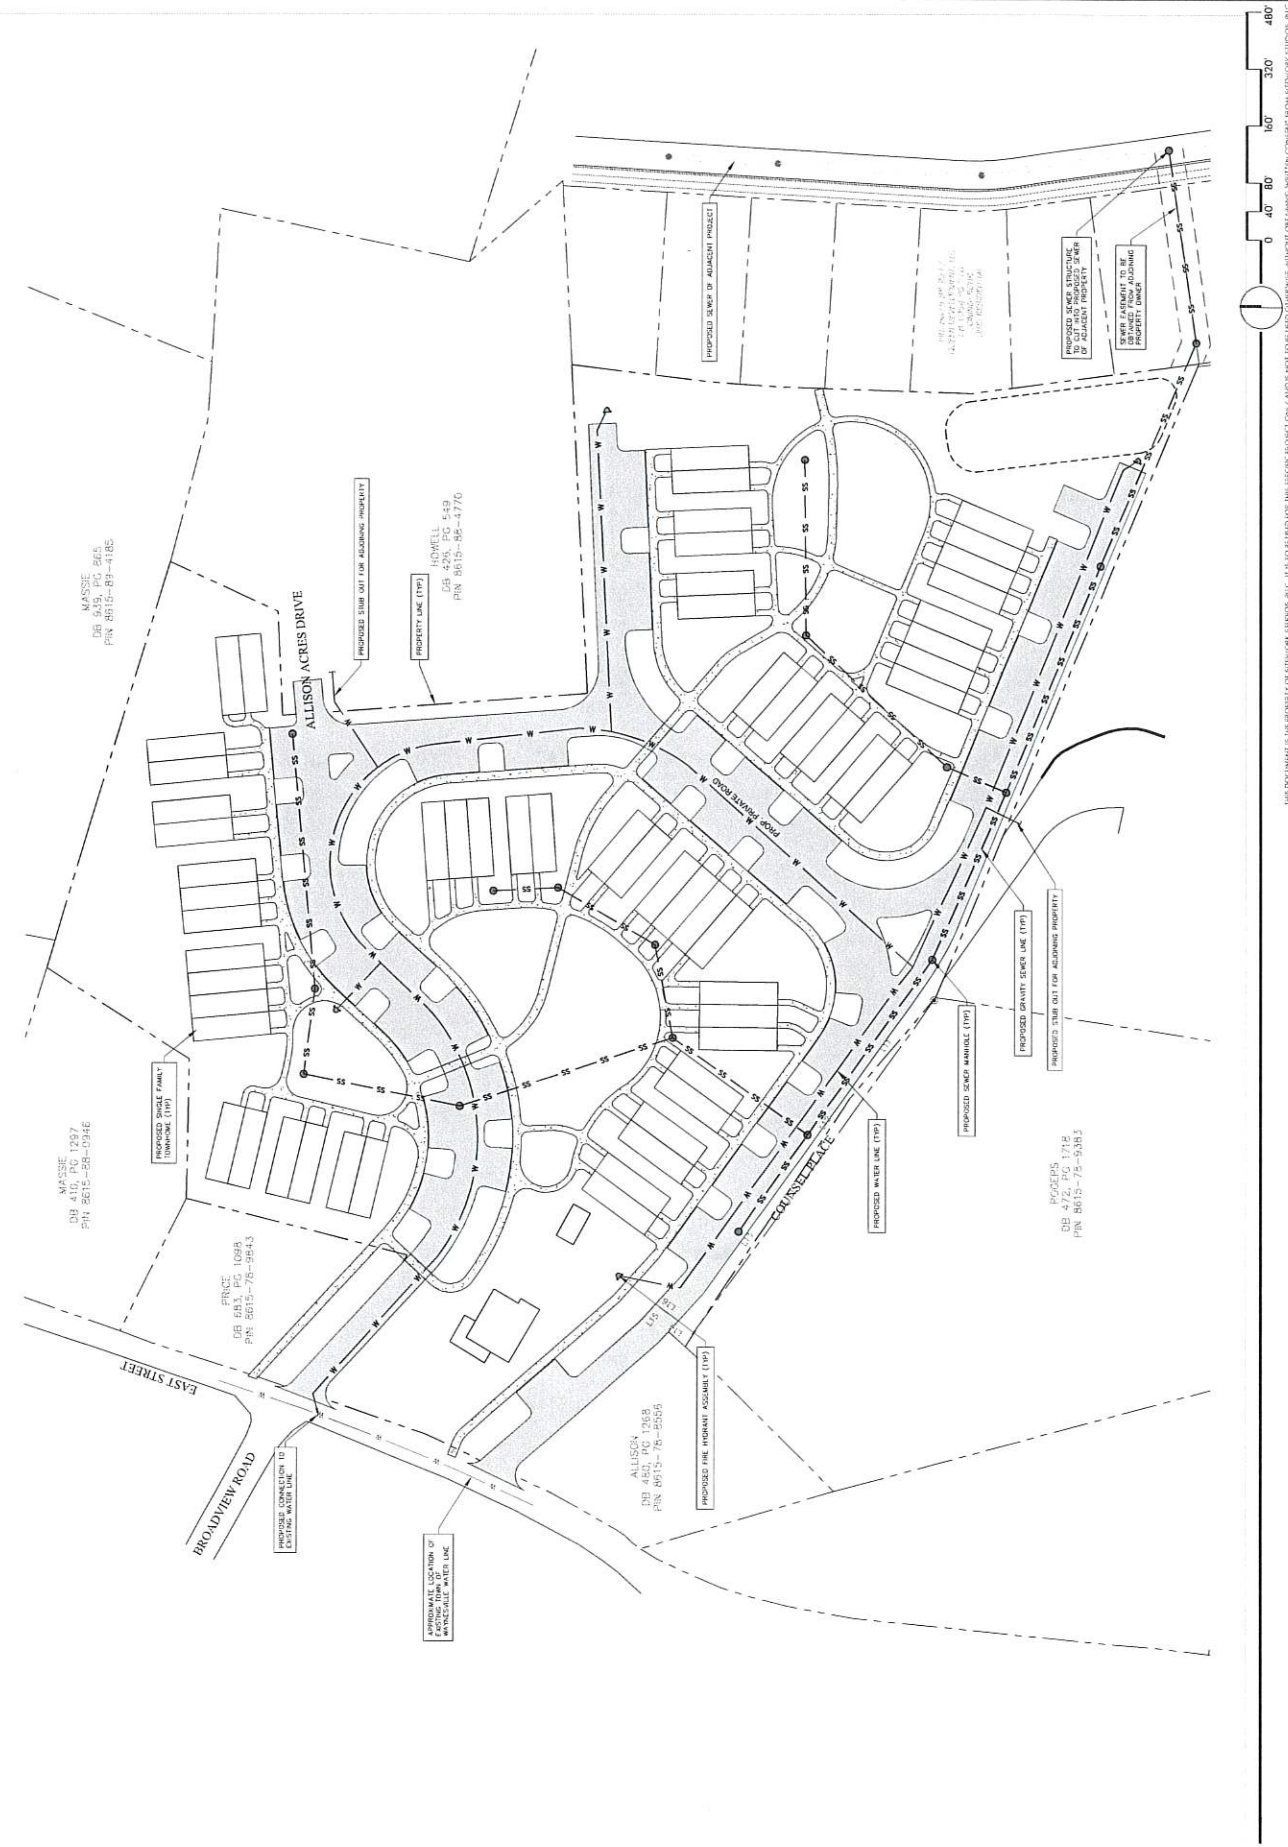 MASSIE
DB 939, PG 865
PIN 8615-89-4185
MASSIE
DB 410, PG 1297
PIN 8615-88-0946
PRICE
DB 683, PG 1098
PIN 8615-78-9843
HOWELL
DB 426, PG 549
PIN 8615-88-4770
ALLISON
DB 480, PG 1268
PIN 8615-78-8556
ROGERS
DB 472, PG 1718
PIN 8615-78-9383
EAST STREET
BROADVIEW ROAD
ALLISON ACRES DRIVE
COUNSEL PLACE
PROP. PRIVATE ROAD
PROPOSED SINGLE FAMILY
TOWNHOME (TYP)
PROPOSED STUB OUT FOR ADJOINING PROPERTY
PROPERTY LINE (TYP)
PROPOSED SEWER OF ADJACENT PROJECT
PROPOSED SEWER STRUCTURE
TO CUT INTO PROPOSED SEWER
OF ADJACENT PROPERTY
SEWER EASEMENT TO BE
OBTAINED FROM ADJOINING
PROPERTY OWNER
PROPOSED CONNECTION TO
EXISTING WATER LINE
APPROXIMATE LOCATION OF
EXISTING TOWN OF
WAYNESVILLE WATER LINE
PROPOSED FIRE HYDRANT ASSEMBLY (TYP)
PROPOSED WATER LINE (TYP)
PROPOSED SEWER MANHOLE (TYP)
PROPOSED GRAVITY SEWER LINE (TYP)
PROPOSED STUB OUT FOR ADJOINING PROPERTY
W
SS
L15
L16
0 40' 80' 160' 320' 480'